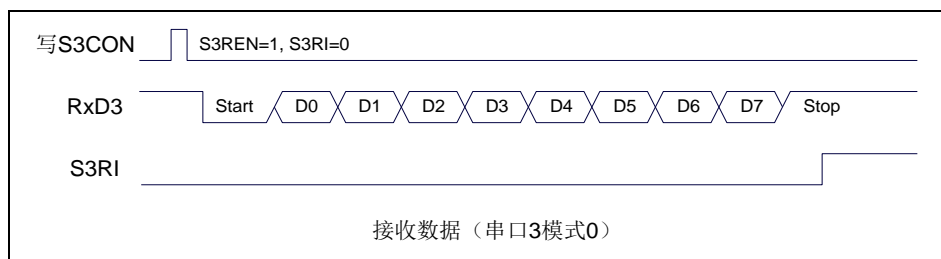 写S3CON S3REN=1, S3RI=0
RxD3 Start D0 D1 D2 D3 D4 D5 D6 D7 Stop
S3RI
接收数据（串口3模式0）